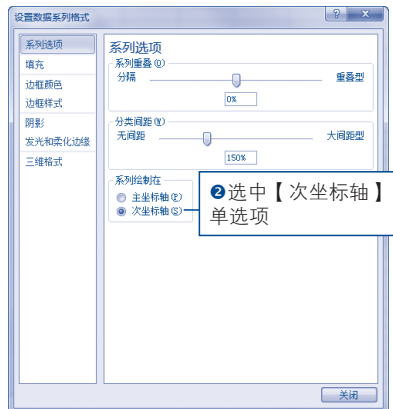 设置数据系列格式
系列选项
填充
边框颜色
边框样式
阴影
发光和柔化边缘
三维格式
系列选项
系列重叠(O)
分隔 重叠型
0%
分类间距(W)
无间距 大间距型
150%
系列绘制在
主坐标轴(P)
次坐标轴(S)
❷选中【次坐标轴】
单选项
关闭